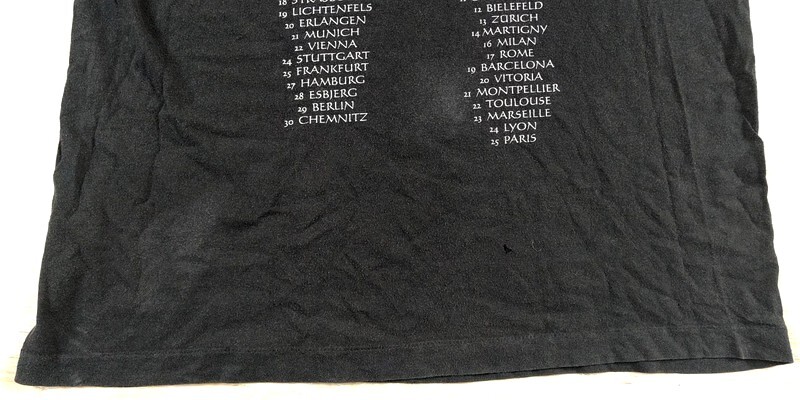 18
19 LICHTENFELS
20 ERLANGEN
21 MUNICH
22 VIENNA
24 STUTTGART
25 FRANKFURT
27 HAMBURG
28 ESBJERG
29 BERLIN
30 CHEMNITZ
12 BIELEFELD
13 ZURICH
14 MARTIGNY
16 MILAN
17 ROME
19 BARCELONA
20 VITORIA
21 MONTPELLIER
22 TOULOUSE
23 MARSEILLE
24 LYON
25 PARIS